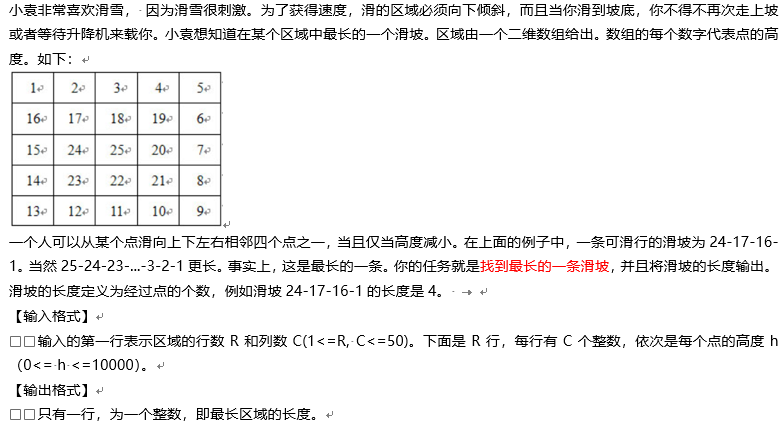 小袁非常喜欢滑雪, 因为滑雪很刺激。为了获得速度,滑的区域必须向下倾斜,而且当你滑到坡底,你不得不再次走上坡
或者等待升降机来载你。小袁想知道在某个区域中最长的一个滑坡。区域由一个二维数组给出。数组的每个数字代表点的高
度。如下:
1 2 3 4 5
16 17 18 19 6
15 24 25 20 7
14 23 22 21 8
13 12 11 10 9
一个人可以从某个点滑向上下左右相邻四个点之一,当且仅当高度减小。在上面的例子中,一条可滑行的滑坡为 24-17-16-
1。当然 25-24-23-...-3-2-1 更长。事实上,这是最长的一条。你的任务就是找到最长的一条滑坡,并且将滑坡的长度输出。
滑坡的长度定义为经过点的个数,例如滑坡 24-17-16-1 的长度是 4。
【输入格式】
□□输入的第一行表示区域的行数 R 和列数 C(1<=R, C<=50)。下面是 R 行,每行有 C 个整数,依次是每个点的高度 h
(0<= h <=10000)。
【输出格式】
□□只有一行,为一个整数,即最长区域的长度。